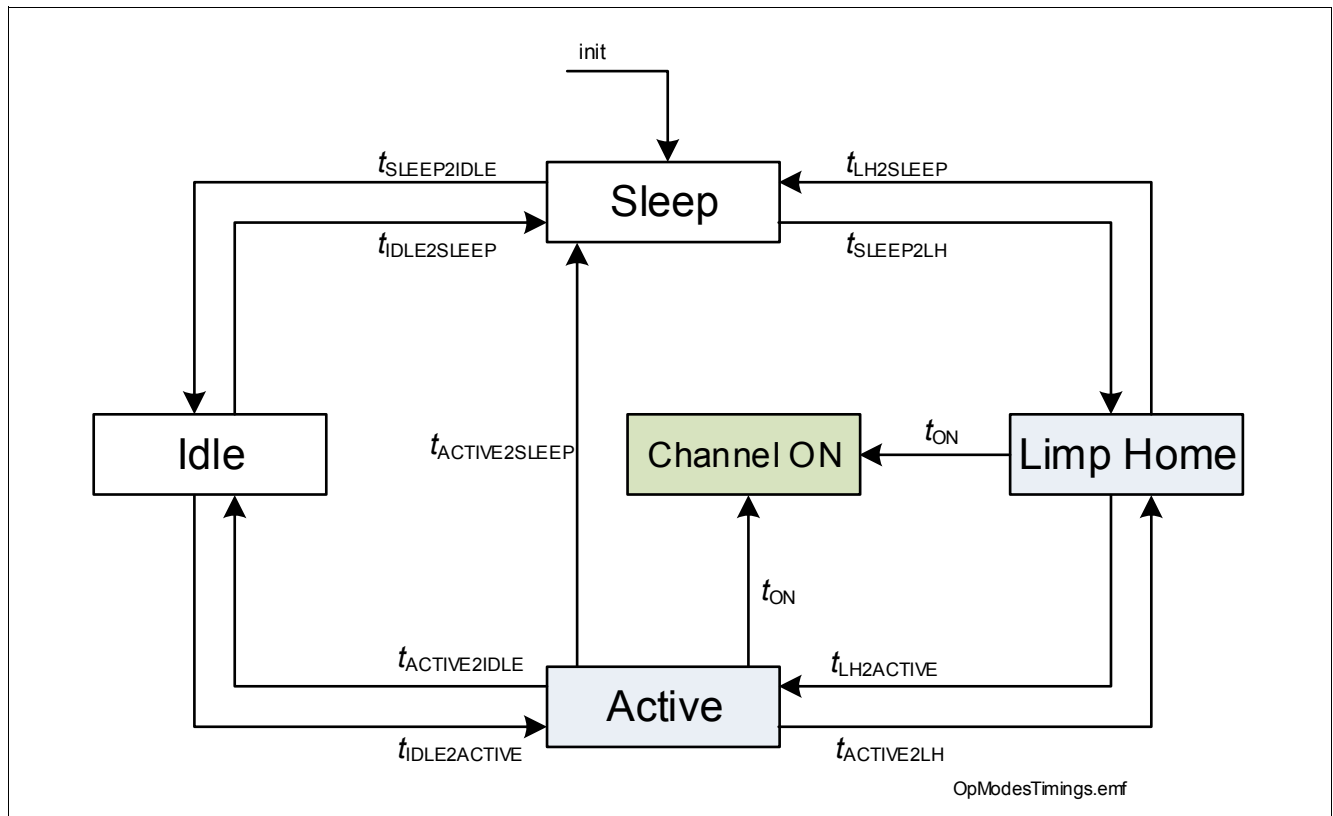 init
tSLEEP2IDLE
tLH2SLEEP
Sleep
tIDLE2SLEEP
tSLEEP2LH
Idle
tACTIVE2SLEEP
Channel ON
tON
Limp Home
tON
tACTIVE2IDLE
tLH2ACTIVE
Active
tIDLE2ACTIVE
tACTIVE2LH
OpModesTimings.emf